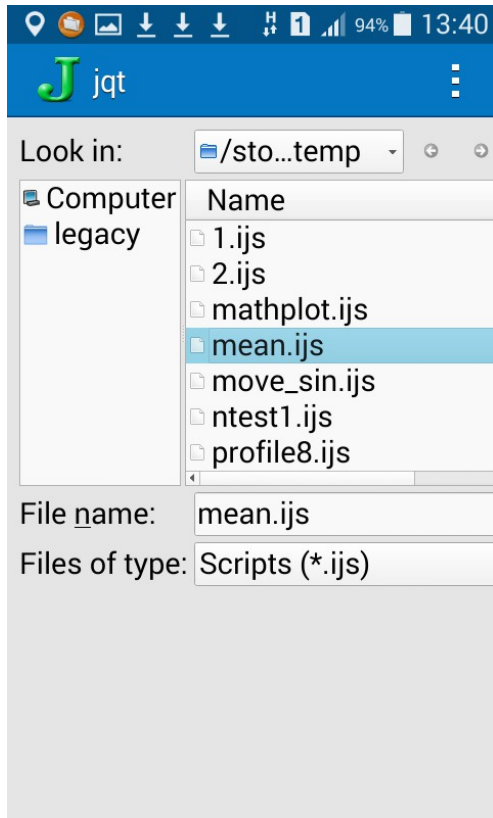 H 1 94% 13:40
J jqt
Look in: /sto...temp
Computer
legacy
Name
1.ijs
2.ijs
mathplot.ijs
mean.ijs
move_sin.ijs
ntest1.ijs
profile8.ijs
File name: mean.ijs
Files of type: Scripts (*.ijs)